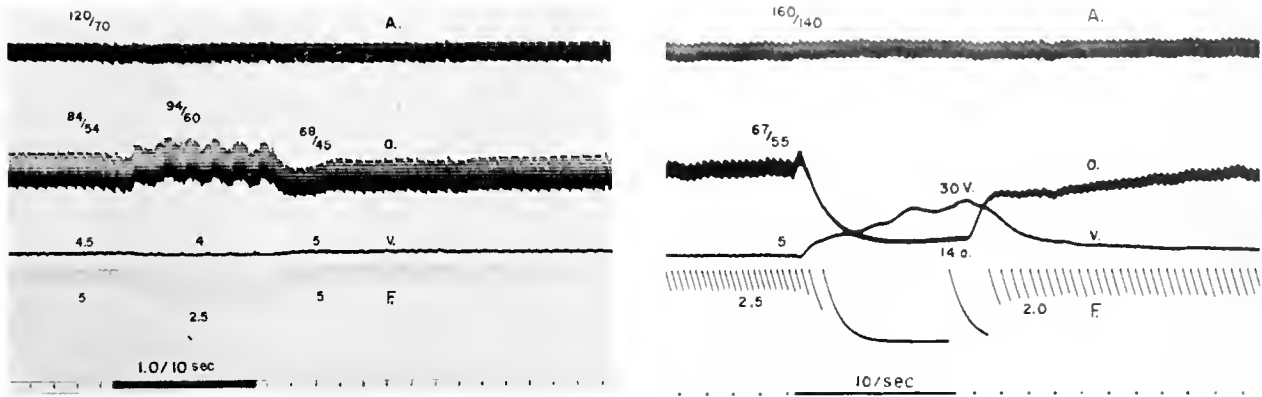 120/70 A.
84/54 94/60 68/45 a.
4.5 4 5 V.
5 5 F.
2.5
1.0/10 sec
160/140 A.
67/55 a.
30 V.
5 14 a. V.
2.5 2.0 F.
10/sec